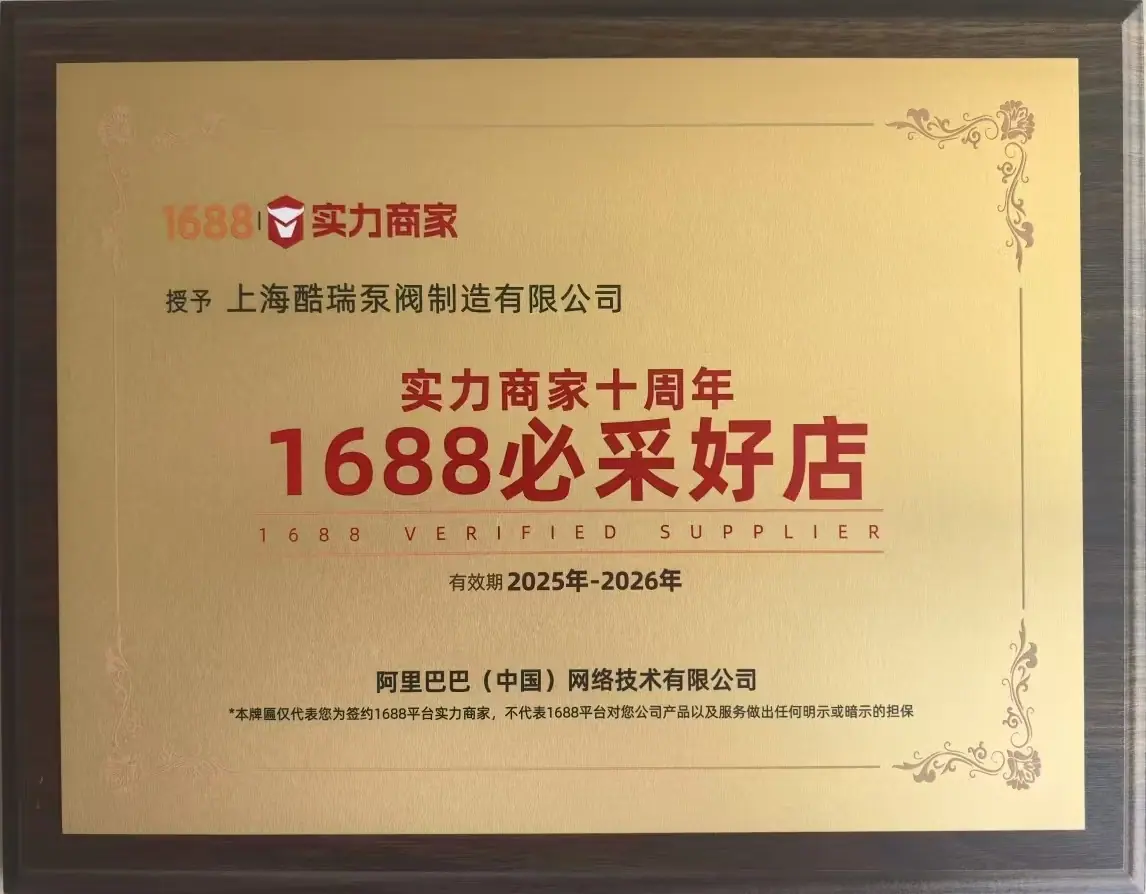 1688 实力商家
授予 上海酷瑞泵阀制造有限公司
实力商家十周年
1688必采好店
1688 VERIFIED SUPPLIER
有效期 2025年-2026年
阿里巴巴（中国）网络技术有限公司
*本牌匾仅代表您为签约1688平台实力商家，不代表1688平台对您公司产品以及服务做出任何明示或暗示的担保